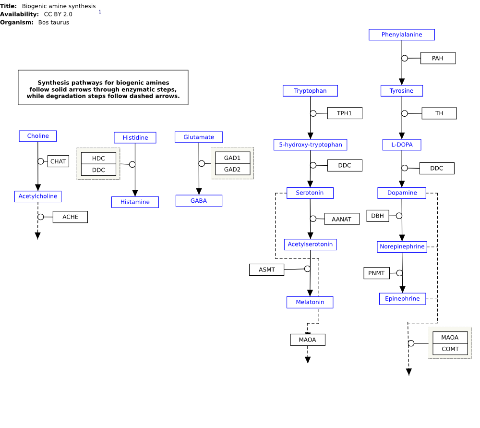 Title: Biogenic amine synthesis
Availability: CC BY 2.0
1
Organism: Bos taurus
Phenylalanine
PAH
Synthesis pathways for biogenic amines
follow solid arrows through enzymatic steps,
while degradation steps follow dashed arrows.
Tryptophan
Tyrosine
TPH1
TH
Choline
Histidine
Glutamate
5-hydroxy-tryptophan
L-DOPA
CHAT
HDC
DDC
GAD1
GAD2
DDC
DDC
Acetylcholine
Histamine
GABA
Serotonin
Dopamine
ACHE
AANAT
DBH
Acetylserotonin
Norepinephrine
ASMT
PNMT
Melatonin
Epinephrine
MAOA
MAOA
COMT